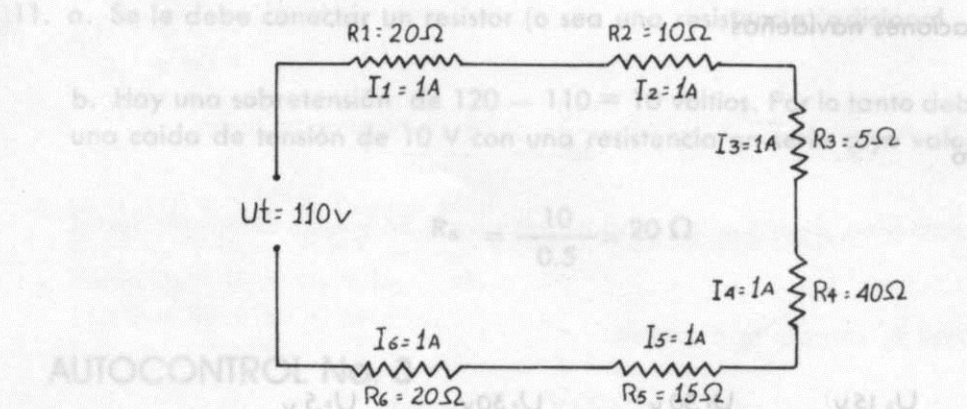 111. a. Se le debe conectar un resistor (o sea una resistencia) adicional
R1=20Ω
R2=10Ω
I1=1A
I2=1A
b. Hay una sobretensión de 120 — 110 = 10 voltios. Por lo tanto deb
una caída de tensión de 10 V con una resistencia
I3=1A
R3=5Ω
Ut=110v
10
0.5
20 Ω
I4=1A
R4=40Ω
I6=1A
I5=1A
AUTOCONTROL No.
R6=20Ω
R5=15Ω